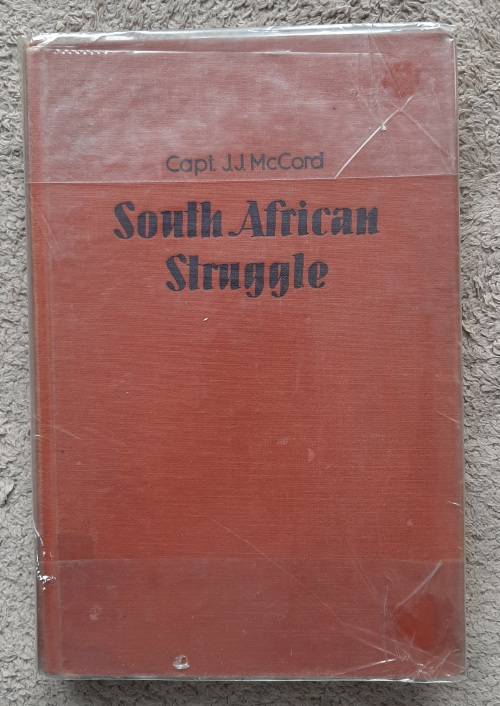 Capt. J.J. McCord
South African
Struggle